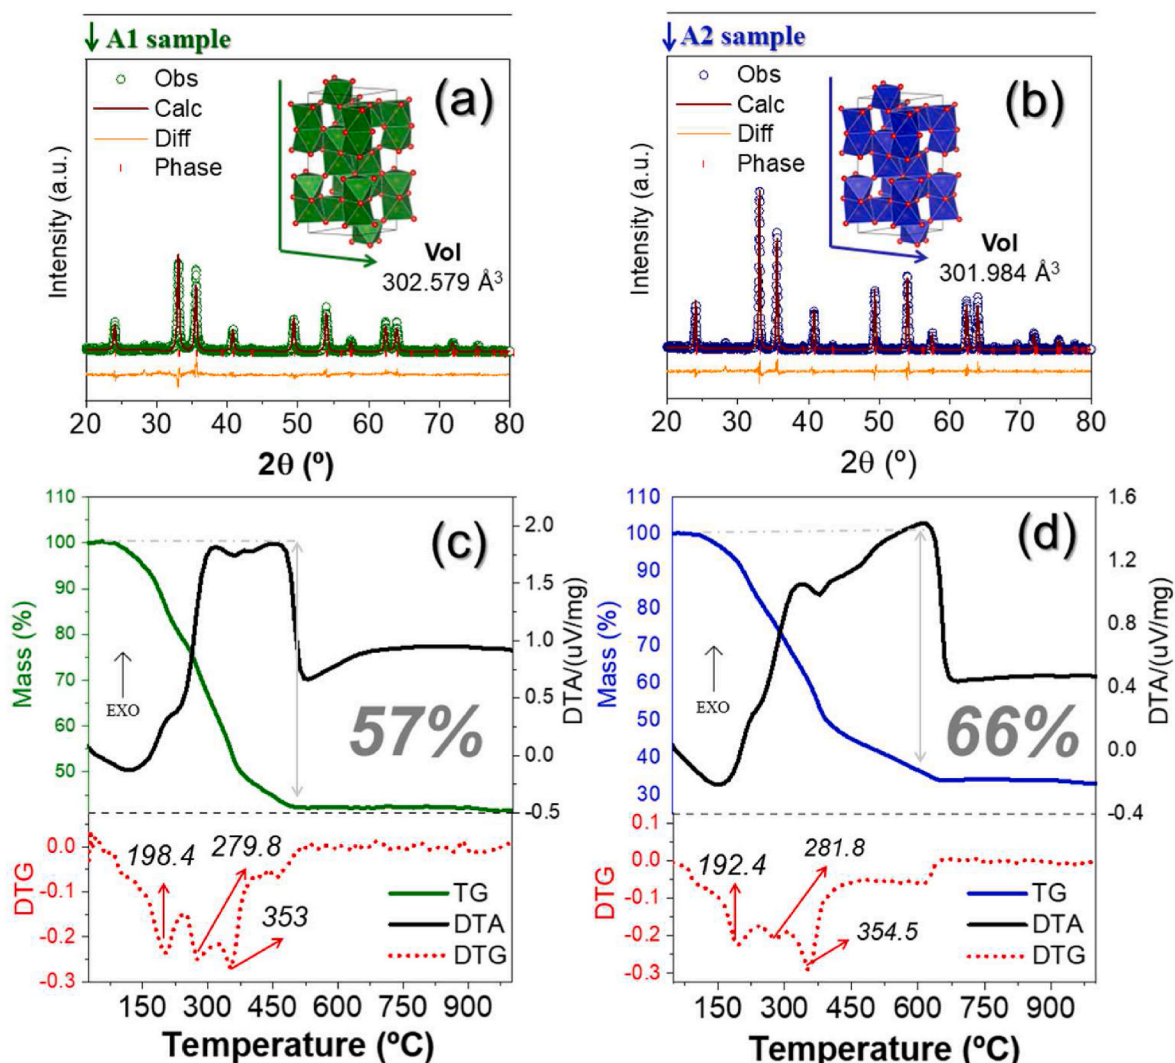 A1 sample
Obs
Calc
Diff
Phase
(a)
Vol
302.579 Å³
Intensity (a.u.)
20 30 40 50 60 70 80
2θ (º)
A2 sample
Obs
Calc
Diff
Phase
(b)
Vol
301.984 Å³
Intensity (a.u.)
20 30 40 50 60 70 80
2θ (º)
110
100
90
80
70
60
50
Mass (%)
(c)
EXO
57%
2.0
1.5
1.0
0.5
0.0
-0.5
DTA/(uV/mg)
0.0
-0.1
-0.2
-0.3
DTG
198.4
279.8
353
TG
DTA
DTG
150 300 450 600 750 900
Temperature (ºC)
110
100
90
80
70
60
50
40
30
Mass (%)
(d)
EXO
66%
1.6
1.2
0.8
0.4
0.0
-0.4
DTA/(uV/mg)
0.1
0.0
-0.1
-0.2
-0.3
DTG
192.4
281.8
354.5
TG
DTA
DTG
150 300 450 600 750 900
Temperature (ºC)